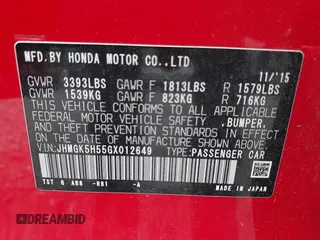 MFD.BY HONDA MOTOR CO.,LTD. 11/'15
GVWR 3393LBS GAWR F 1813LBS R 1579LBS
GVWR 1539KG GAWR F 823KG R 716KG
THIS VEHICLE CONFORMS TO ALL APPLICABLE
FEDERAL MOTOR VEHICLE SAFETY ,BUMPER,
AND THEFT PREVENTION STANDARDS IN EFFECT
ON THE DATE OF MANUFACTURE SHOWN ABOVE.
V.I.N:JHMGK5H55GX012649 TYPE:PASSENGER CAR
MADE IN JAPAN
DREAMBID